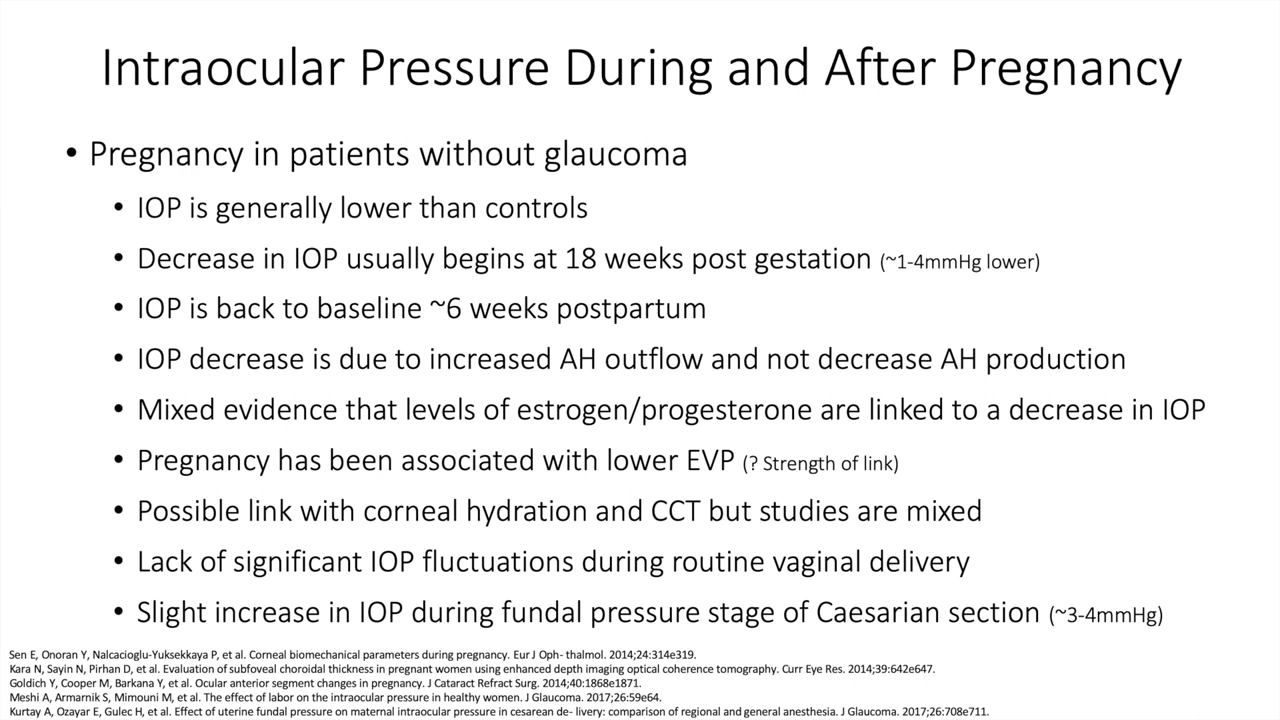 Intraocular Pressure During and After Pregnancy
• Pregnancy in patients without glaucoma
• IOP is generally lower than controls
• Decrease in IOP usually begins at 18 weeks post gestation (~1-4mmHg lower)
• IOP is back to baseline ~6 weeks postpartum
• IOP decrease is due to increased AH outflow and not decrease AH production
• Mixed evidence that levels of estrogen/progesterone are linked to a decrease in IOP
• Pregnancy has been associated with lower EVP (? Strength of link)
• Possible link with corneal hydration and CCT but studies are mixed
• Lack of significant IOP fluctuations during routine vaginal delivery
• Slight increase in IOP during fundal pressure stage of Caesarian section (~3-4mmHg)
Sen E, Onoran Y, Nalcacioglu-Yuksekkaya P, et al. Corneal biomechanical parameters during pregnancy. Eur J Oph- thalmol. 2014;24:314e319.
Kara N, Sayin N, Pirhan D, et al. Evaluation of subfoveal choroidal thickness in pregnant women using enhanced depth imaging optical coherence tomography. Curr Eye Res. 2014;39:642e647.
Goldich Y, Cooper M, Barkana Y, et al. Ocular anterior segment changes in pregnancy. J Cataract Refract Surg. 2014;40:1868e1871.
Meshi A, Armarnik S, Mimouni M, et al. The effect of labor on the intraocular pressure in healthy women. J Glaucoma. 2017;26:59e64.
Kurtay A, Ozayar E, Gulec H, et al. Effect of uterine fundal pressure on maternal intraocular pressure in cesarean de- livery: comparison of regional and general anesthesia. J Glaucoma. 2017;26:708e711.